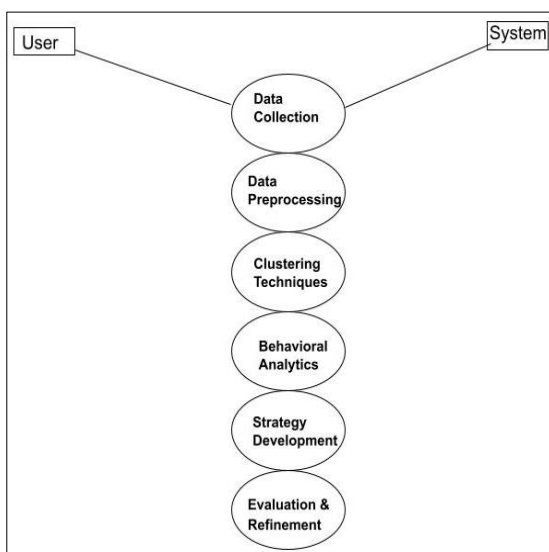 User
System
Data
Collection
Data
Preprocessing
Clustering
Techniques
Behavioral
Analytics
Strategy
Development
Evaluation &
Refinement